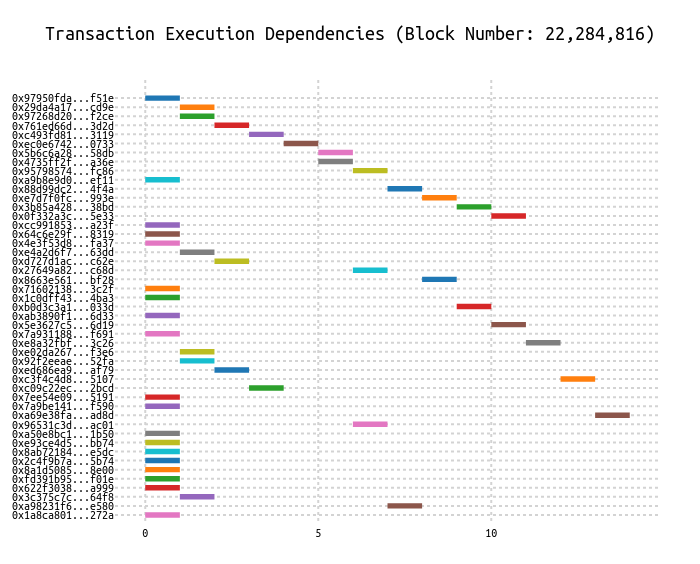 Transaction Execution Dependencies (Block Number: 22,284,816)
0x97950fda...f51e
0x29da4a17...cd9e
0x97268d20...f2ce
0x761ed66d...3d2d
0xc493fd81...3119
0xec0e6742...0733
0x5b6c6a28...58db
0x4735ff2f...a36e
0x95798574...fc86
0xa9b8e9d0...ef11
0x88d99dc2...4f4a
0xe7d7f0fc...993e
0x3b85a428...38bd
0x0f332a3c...5e33
0xcc991853...a23f
0x64c6e29f...8319
0x4e3f53d8...fa37
0xe4a2d6f7...63dd
0xd727d1ac...c62e
0x27649a82...c68d
0x8663e561...bf28
0x71602138...3c2f
0x1c0dff43...4ba3
0xb0d3c3a1...033d
0xab3890f1...6d33
0x5e3627c5...6d19
0x7a931188...f691
0xe8a32fbf...3c26
0xe02da267...f3e6
0x92f2eeae...52fa
0xed686ea9...af79
0xc3f4c4d8...5107
0xc09c22ec...2bcd
0x7ee54e09...5191
0x7a9be141...f590
0xa69e38fa...ad8d
0x96531c3d...ac01
0xa50e8bc1...1b50
0xe93ce4d5...bb74
0x8ab72184...e5dc
0x2c4f9b7a...5b74
0x8a1d5085...8e00
0xfd391b95...f01e
0x622f3038...a999
0x3c375c7c...64f8
0xa98231f6...e580
0x1a8ca801...272a
0 5 10